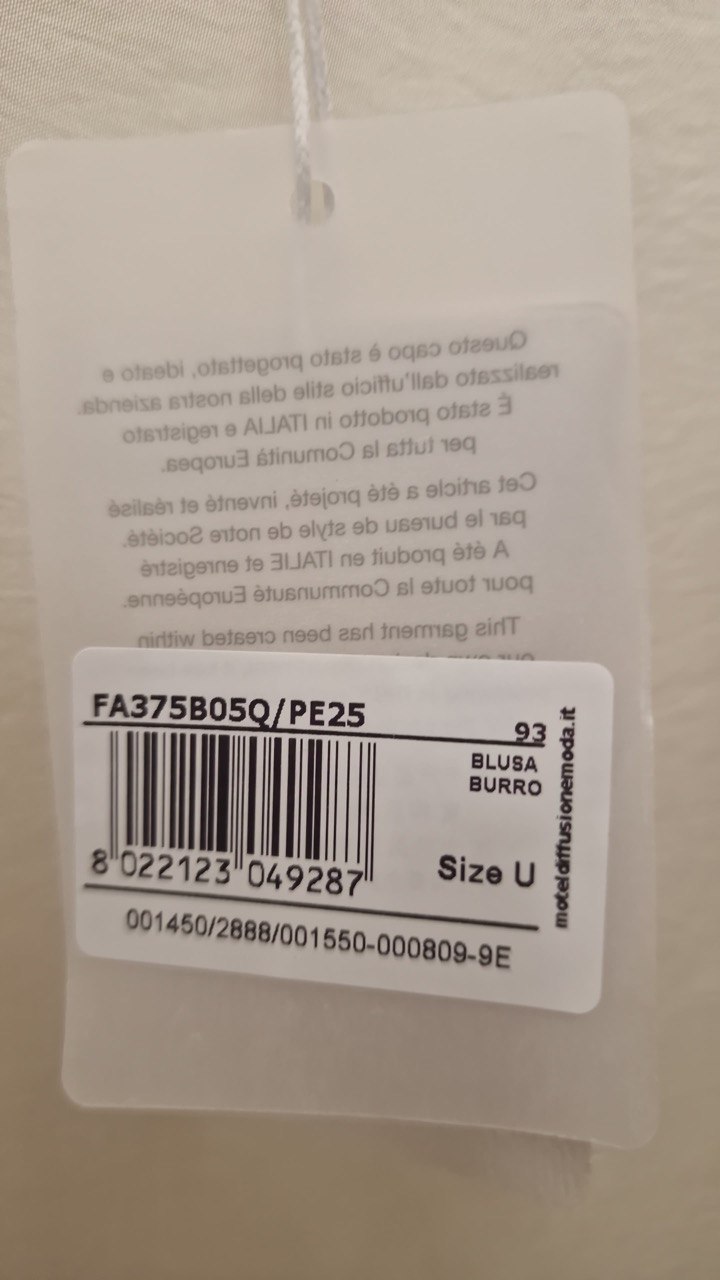 Questo capo è stato progettato, ideato e
realizzato dall'ufficio stile della nostra azienda.
È stato prodotto in ITALIA e registrato
per tutta la Comunità Europea.
Cet article a été projeté, inventé et réalisé
par le bureau de style de notre Société.
A été produit en ITALIE et enregistré
pour toute la Communauté Européenne.
This garment has been created within
FA375B05Q/PE25
93
BLUSA
BURRO
8 022123 049287
Size U
001450/2888/001550-000809-9E
moteldiffusionemoda.it